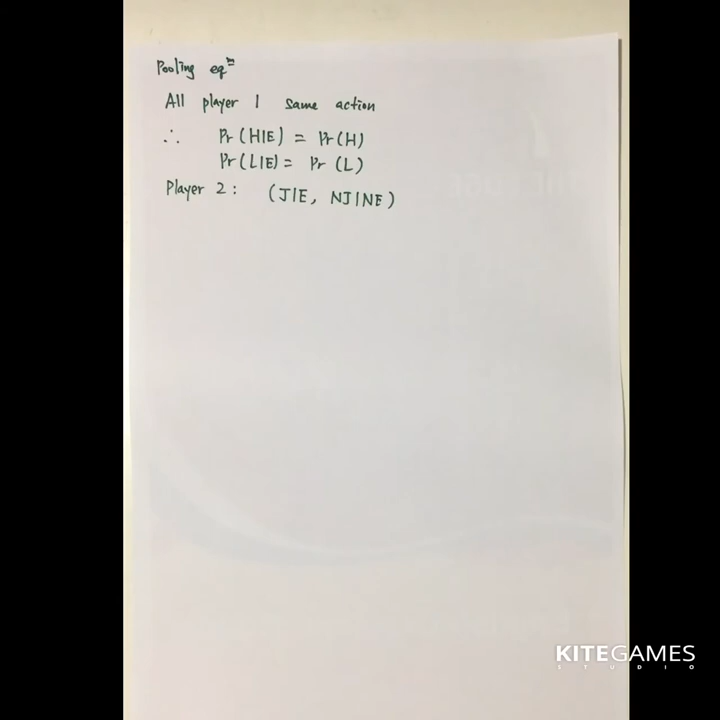 Pooling eqᵐ
All player 1 same action
∴ Pr(H|E) = Pr(H)
Pr(L|E) = Pr(L)
Player 2: (J|E, NJ|NE)
KITEGAMES
STUDIO